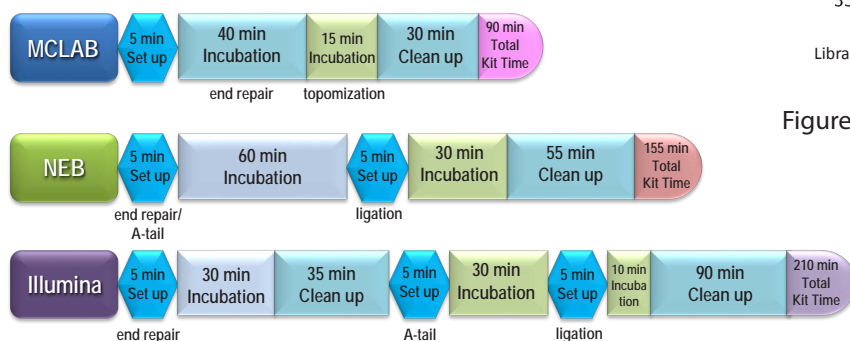 MCLAB
5 min
Set up
40 min
Incubation
15 min
Incubation
30 min
Clean up
90 min
Total
Kit Time
end repair
topomization
Libra
Figure
NEB
5 min
Set up
60 min
Incubation
5 min
Set up
30 min
Incubation
55 min
Clean up
155 min
Total
Kit Time
end repair/
A-tail
ligation
Illumina
5 min
Set up
30 min
Incubation
35 min
Clean up
5 min
Set up
30 min
Incubation
5 min
Set up
10 min
Incuba
tion
90 min
Clean up
210 min
Total
Kit Time
end repair
A-tail
ligation